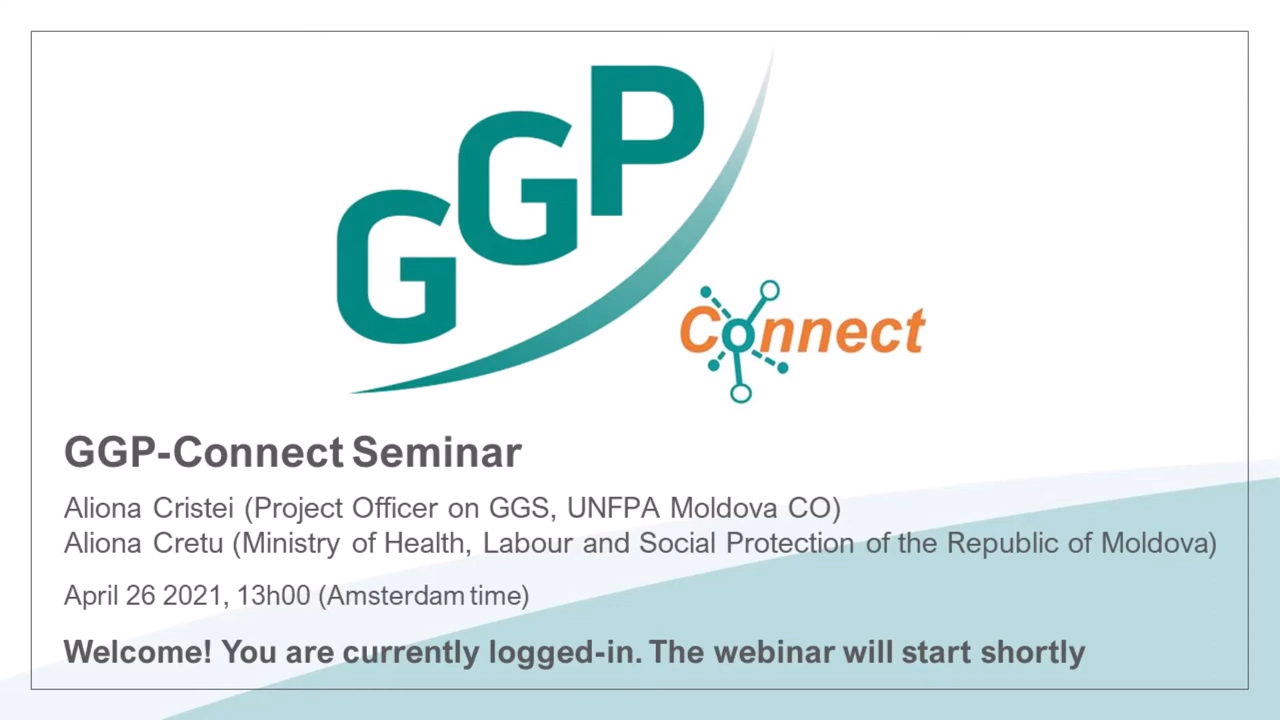 GGP
Connect
GGP-Connect Seminar
Aliona Cristei (Project Officer on GGS, UNFPA Moldova CO)
Aliona Cretu (Ministry of Health, Labour and Social Protection of the Republic of Moldova)
April 26 2021, 13h00 (Amsterdam time)
Welcome! You are currently logged-in. The webinar will start shortly